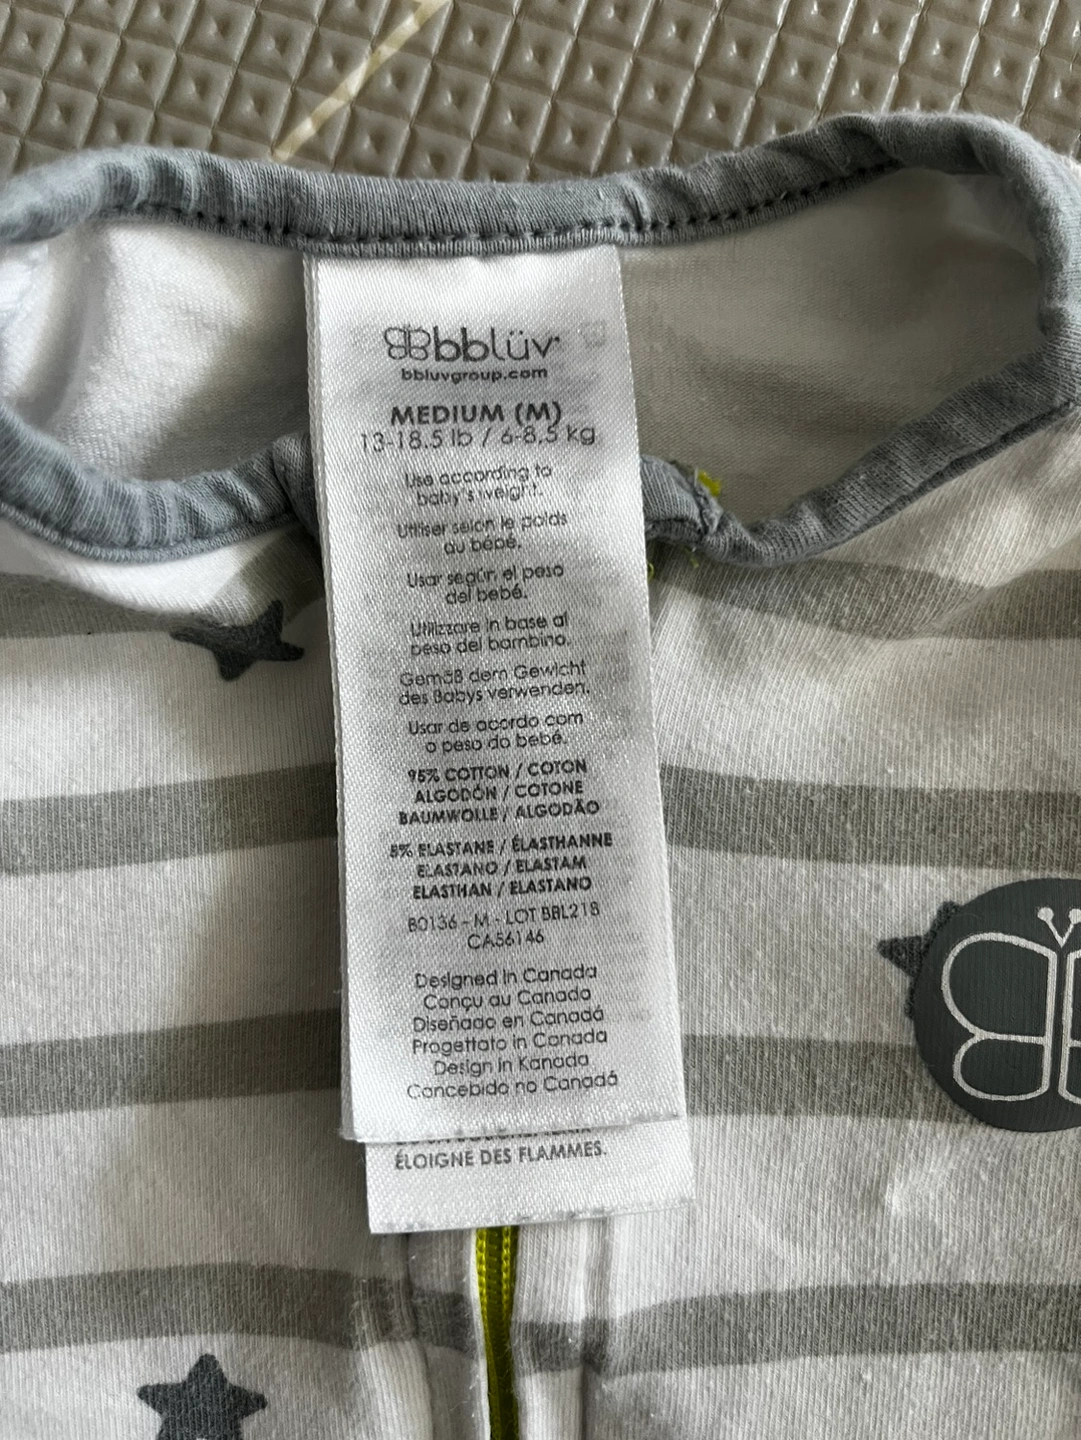 bblüv
bbluvgroup.com
MEDIUM (M)
13-18.5 lb / 6-8.5 kg
Use according to
baby's weight.
Utiliser selon le poids
du bébé.
Usar según el peso
del bebé.
Utilizzare in base al
peso del bambino.
Gemäß dem Gewicht
des Babys verwenden.
Usar de acordo com
o peso do bebé.
95% COTTON / COTON
ALGODÓN / COTONE
BAUMWOLLE / ALGODÃO
5% ELASTANE / ÉLASTHANNE
ELASTANO / ELASTAM
ELASTHAN / ELASTANO
B0136 - M - LOT BBL218
CA56146
Designed in Canada
Conçu au Canada
Diseñado en Canadá
Progettato in Canada
Design in Kanada
Concebido no Canadá
ÉLOIGNE DES FLAMMES.